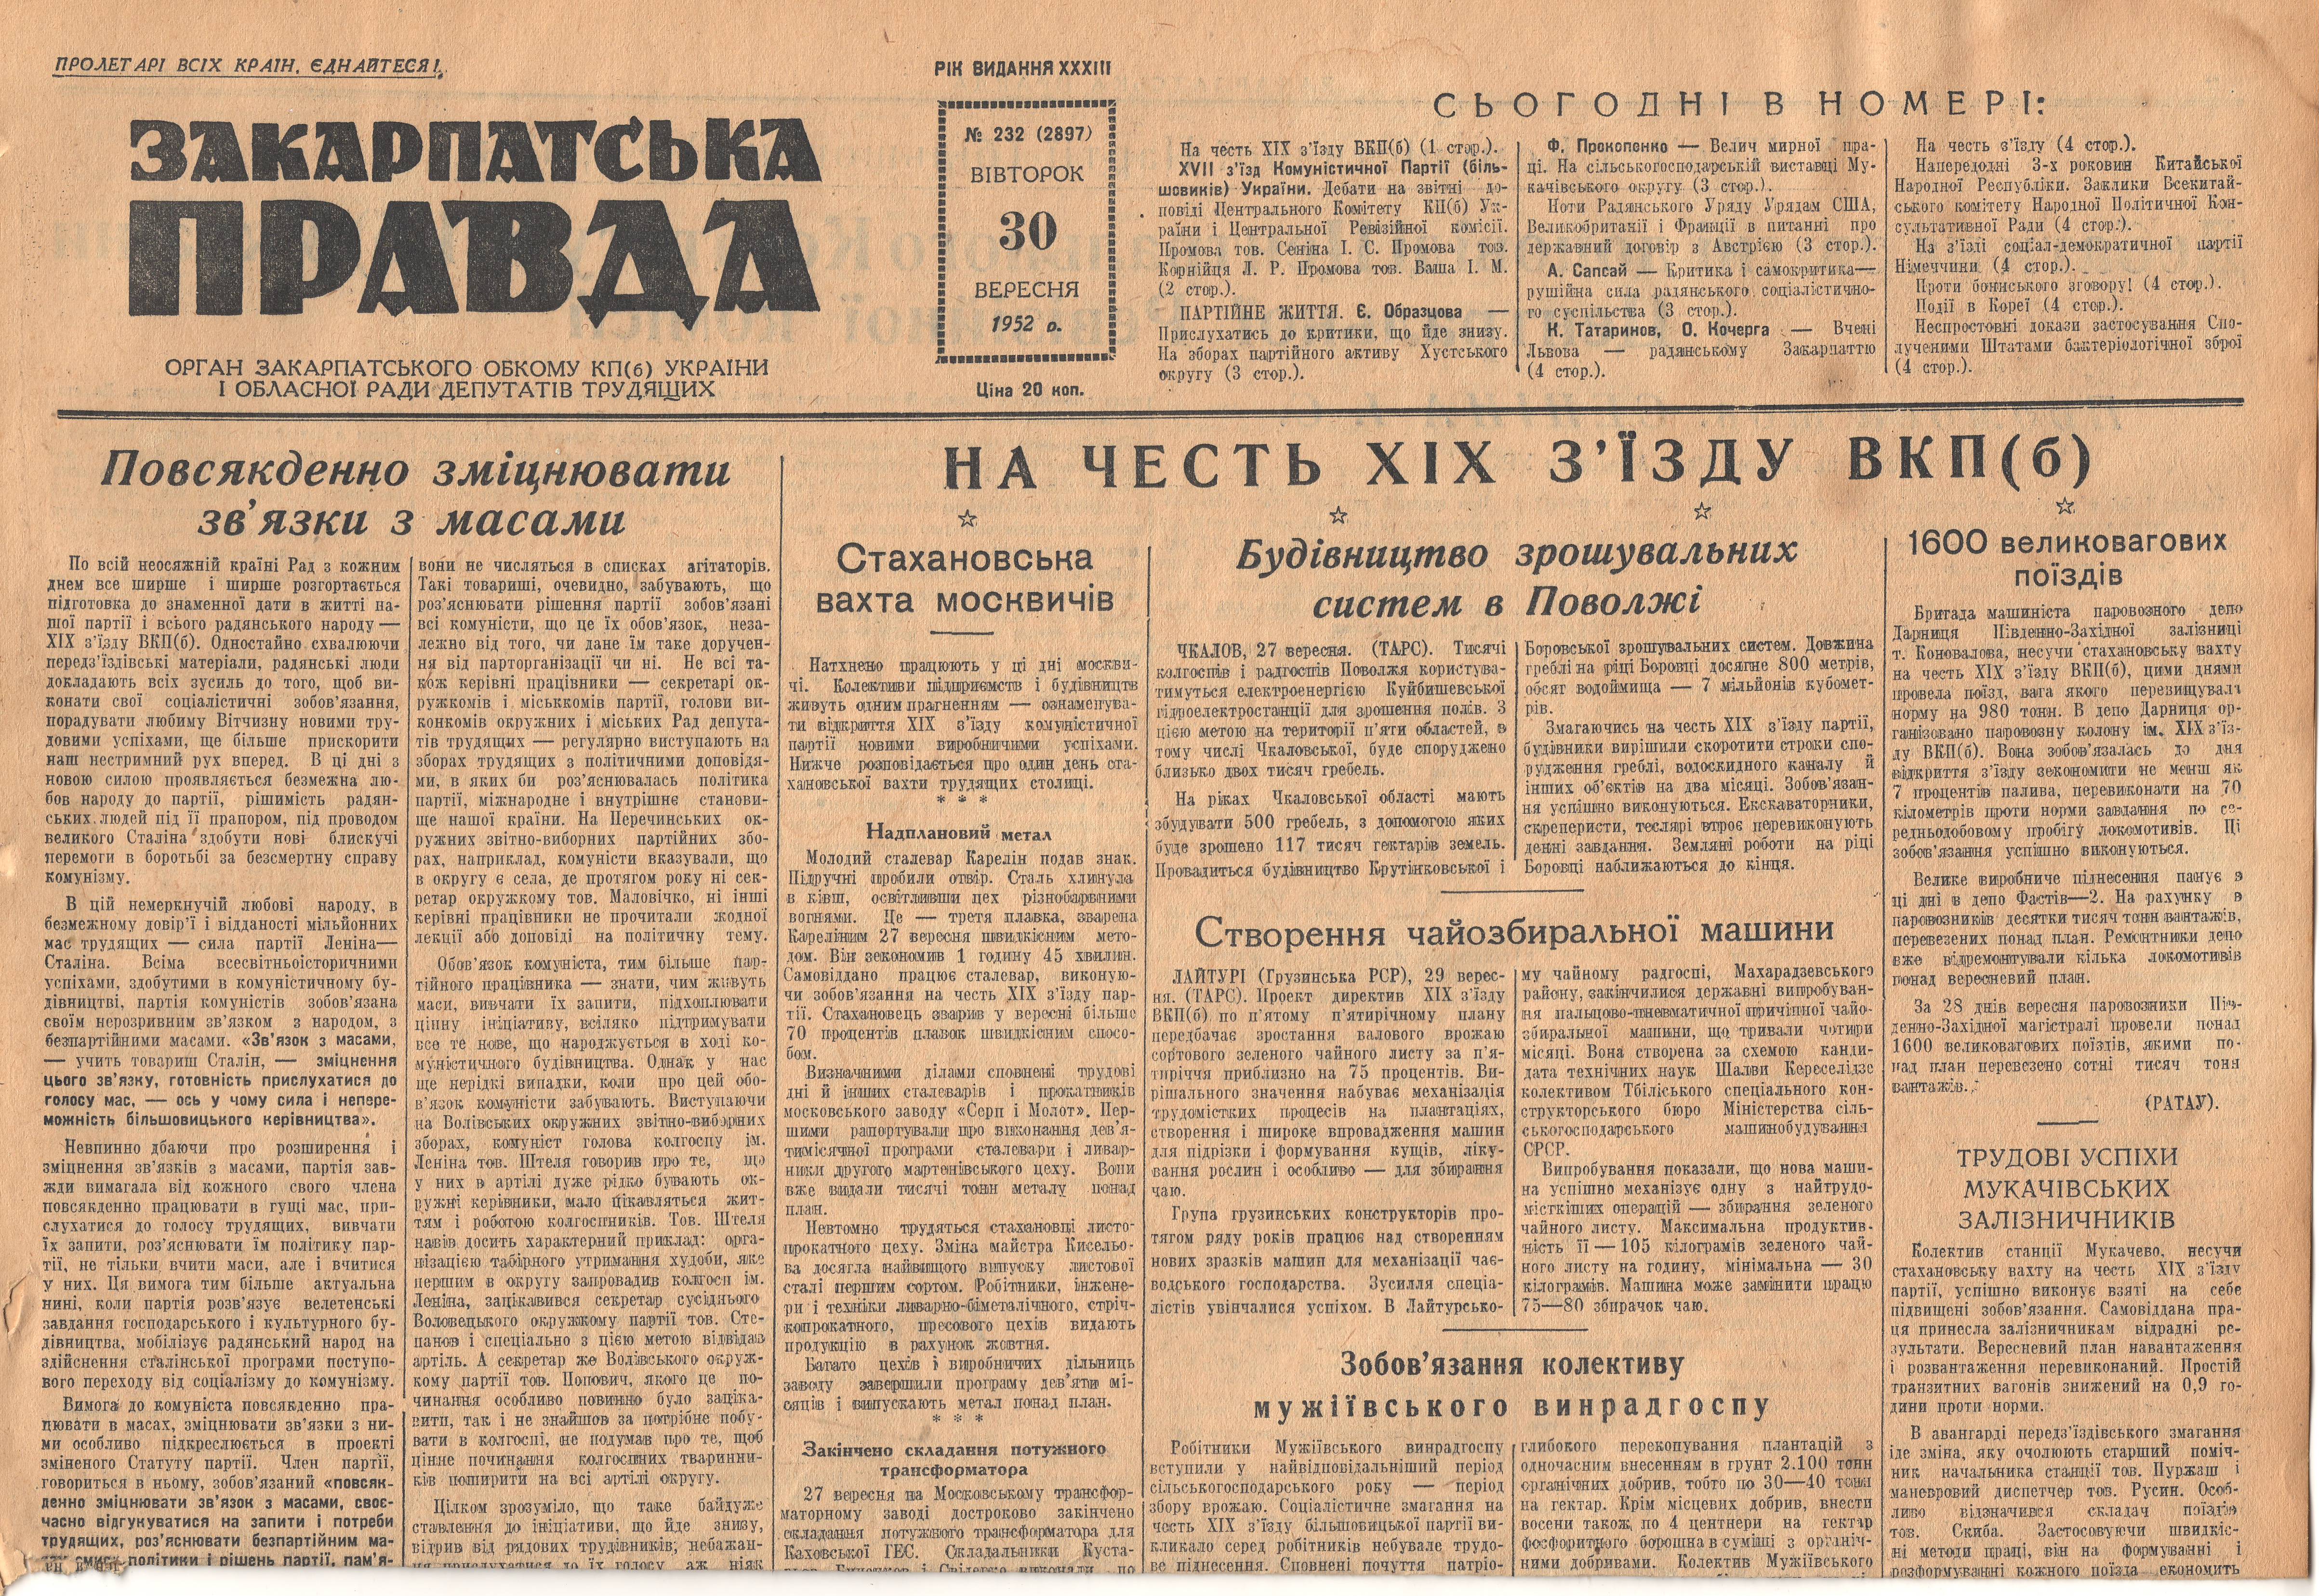 ПРОЛЕТАРІ ВСІХ КРАЇН, ЄДНАЙТЕСЯ!
ЗАКАРПАТСЬКА
ПРАВДА
ОРГАН ЗАКАРПАТСЬКОГО ОБКОМУ КП(б) УКРАЇНИ
І ОБЛАСНОЇ РАДИ ДЕПУТАТІВ ТРУДЯЩИХ
РІК ВИДАННЯ XXXIII
№ 232 (2897)
ВІВТОРОК
30
ВЕРЕСНЯ
1952 р.
Ціна 20 коп.
СЬОГОДНІ В НОМЕРІ:
На честь XIX з'їзду ВКП(б) (1 стор.).
XVII з'їзд Комуністичної Партії (біль-
шовиків) України. Дебати на звітні до-
повіді Центрального Комітету КП(б) Ук-
раїни і Центральної Ревізійної комісії.
Промова тов. Сеніна І. С. Промова тов.
Корнійця Л. Р. Промова тов. Ваша І. М.
(2 стор.).
ПАРТІЙНЕ ЖИТТЯ. Є. Образцова —
Прислухатись до критики, що йде знизу.
На зборах партійного активу Хустського
округу (3 стор.).
Ф. Прокопенко — Велич мирної пра-
ці. На сільськогосподарській виставці Му-
качівського округу (3 стор.).
Ноти Радянського Уряду Урядам США,
Великобританії і Франції в питанні про
державний договір з Австрією (3 стор.).
А. Сапсай — Критика і самокритика—
рушійна сила радянського соціалістично-
го суспільства (3 стор.).
К. Татаринов, О. Кочерга — Вчені
Львова — радянському Закарпаттю
(4 стор.).
На честь з'їзду (4 стор.).
Напередодні 3-х роковин Китайської
Народної Республіки. Заклики Всекитай-
ського комітету Народної Політичної Кон-
сультативної Ради (4 стор.).
На з'їзді соціал-демократичної партії
Німеччини (4 стор.).
Проти боннського зговору! (4 стор.).
Події в Кореї (4 стор.).
Неспростовні докази застосування Спо-
лученими Штатами бактеріологічної зброї
(4 стор.).
Повсякденно зміцнювати
зв'язки з масами
По всій неосяжній країні Рад з кожним
днем все ширше і ширше розгортається
підготовка до знаменної дати в житті на-
шої партії і всього радянського народу —
XIX з'їзду ВКП(б). Одностайно схвалюючи
передз'їздівські матеріали, радянські люди
докладають всіх зусиль до того, щоб ви-
конати свої соціалістичні зобов'язання,
порадувати любиму Вітчизну новими тру-
довими успіхами, ще більше прискорити
наш нестримний рух вперед. В ці дні з
новою силою проявляється безмежна лю-
бов народу до партії, рішимість радян-
ських людей під її прапором, під проводом
великого Сталіна здобути нові блискучі
перемоги в боротьбі за безсмертну справу
комунізму.
В цій немеркнучій любові народу, в
безмежному довір'ї і відданості мільйонних
мас трудящих — сила партії Леніна—
Сталіна. Всіма всесвітньоісторичними
успіхами, здобутими в комуністичному бу-
дівництві, партія комуністів зобов'язана
своїм нерозривним зв'язком з народом, з
безпартійними масами. «Зв'язок з масами,
— учить товариш Сталін, — зміцнення
цього зв'язку, готовність прислухатися до
голосу мас, — ось у чому сила і непере-
можність більшовицького керівництва».
Невпинно дбаючи про розширення і
зміцнення зв'язків з масами, партія зав-
жди вимагала від кожного свого члена
повсякденно працювати в гущі мас, при-
слухатися до голосу трудящих, вивчати
їх запити, роз'яснювати їм політику пар-
тії, не тільки вчити маси, але і вчитися
у них. Ця вимога тим більше актуальна
нині, коли партія розв'язує велетенські
завдання господарського і культурного бу-
дівництва, мобілізує радянський народ на
здійснення сталінської програми поступо-
вого переходу від соціалізму до комунізму.
Вимога до комуніста повсякденно пра-
цювати в масах, зміцнювати зв'язки з ни-
ми особливо підкреслюється в проекті
зміненого Статуту партії. Член партії,
говориться в ньому, зобов'язаний «повсяк-
денно зміцнювати зв'язок з масами, своє-
часно відгукуватися на запити і потреби
трудящих, роз'яснювати безпартійним ма-
сам смисл політики і рішень партії, пам'я-
вони не числяться в списках агітаторів.
Такі товариші, очевидно, забувають, що
роз'яснювати рішення партії зобов'язані
всі комуністи, що це їх обов'язок, неза-
лежно від того, чи дане їм таке доручен-
ня від парторганізації чи ні. Не всі та-
кож керівні працівники — секретарі ок-
ружкомів і міськкомів партії, голови ви-
конкомів окружних і міських Рад депута-
тів трудящих — регулярно виступають на
зборах трудящих з політичними доповідя-
ми, в яких би роз'яснювалась політика
партії, міжнародне і внутрішнє станови-
ще нашої країни. На Перечинських ок-
ружних звітно-виборних партійних збо-
рах, наприклад, комуністи вказували, що
в округу є села, де протягом року ні сек-
ретар окружкому тов. Маловічко, ні інші
керівні працівники не прочитали жодної
лекції або доповіді на політичну тему.
Обов'язок комуніста, тим більше пар-
тійного працівника — знати, чим живуть
маси, вивчати їх запити, підхоплювати
цінну ініціативу, всіляко підтримувати
все те нове, що народжується в ході ко-
муністичного будівництва. Однак у нас
ще нерідкі випадки, коли про цей обо-
в'язок комуністи забувають. Виступаючи
на Волівських окружних звітно-виборних
зборах, комуніст голова колгоспу ім.
Леніна тов. Штеля говорив про те, що
у них в артілі дуже рідко бувають ок-
ружні керівники, мало цікавляться жит-
тям і роботою колгоспників. Тов. Штеля
навів досить характерний приклад: орга-
нізацією табірного утримання худоби, яке
першим в округу запровадив колгосп ім.
Леніна, зацікавився секретар сусіднього
Воловецького окружкому партії тов. Сте-
панов і спеціально з цією метою відвідав
артіль. А секретар же Волівського окруж-
кому партії тов. Попович, якого це по-
чинання особливо повинно було заціка-
вити, так і не знайшов за потрібне побу-
вати в колгоспі, не подумав про те, щоб
цінне починання колгоспних тваринни-
ків поширити на всі артілі округу.
Цілком зрозуміло, що таке байдуже
ставлення до ініціативи, що йде знизу,
відрив від рядових трудівників, небажан-
ня прислухатися до їх голосу аж ніяк
НА ЧЕСТЬ XIX З'ЇЗДУ ВКП(б)
Стахановська
вахта москвичів
Натхнено працюють у ці дні москви-
чі. Колективи підприємств і будівництв
живуть одним прагненням — ознаменува-
ти відкриття XIX з'їзду комуністичної
партії новими виробничими успіхами.
Нижче розповідається про один день ста-
хановської вахти трудящих столиці.
* * *
Надплановий метал
Молодий сталевар Карелін подав знак.
Підручні пробили отвір. Сталь хлинула
в ківш, освітливши цех різнобарвними
вогнями. Це — третя плавка, зварена
Кареліним 27 вересня швидкісним мето-
дом. Він зекономив 1 годину 45 хвилин.
Самовіддано працює сталевар, виконую-
чи зобов'язання на честь XIX з'їзду пар-
тії. Стахановець зварив у вересні більше
70 процентів плавок швидкісним спосо-
бом.
Визначними ділами сповнені трудові
дні й інших сталеварів і прокатників
московського заводу «Серп і Молот». Пер-
шими рапортували про виконання дев'я-
тимісячної програми сталевари і ливар-
ники другого мартенівського цеху. Вони
вже видали тисячі тонн металу понад
план.
Невтомно трудяться стахановці листо-
прокатного цеху. Зміна майстра Кисельо-
ва досягла найвищого випуску листової
сталі першим сортом. Робітники, інжене-
ри і техніки ливарно-біметалічного, стріч-
копрокатного, пресового цехів видають
продукцію в рахунок жовтня.
Багато цехів і виробничих дільниць
заводу завершили програму дев'яти мі-
сяців і випускають метал понад план.
* * *
Закінчено складання потужного
трансформатора
27 вересня на Московському трансфор-
маторному заводі достроково закінчено
складання потужного трансформатора для
Каховської ГЕС. Складальники Куста-
Будівництво зрошувальних
систем в Поволжі
ЧКАЛОВ, 27 вересня. (ТАРС). Тисячі
колгоспів і радгоспів Поволжя користува-
тимуться електроенергією Куйбишевської
гідроелектростанції для зрошення полів. З
цією метою на території п'яти областей, в
тому числі Чкаловської, буде споруджено
близько двох тисяч гребель.
На ріках Чкаловської області мають
збудувати 500 гребель, з допомогою яких
буде зрошено 117 тисяч гектарів земель.
Провадиться будівництво Крутінковської і
Боровської зрошувальних систем. Довжина
греблі на ріці Боровці досягне 800 метрів,
обсяг водоймища — 7 мільйонів кубомет-
рів.
Змагаючись на честь XIX з'їзду партії,
будівники вирішили скоротити строки спо-
рудження греблі, водоскидного каналу й
інших об'єктів на два місяці. Зобов'язан-
ня успішно виконуються. Екскаваторники,
скреперисти, теслярі втроє перевиконують
денні завдання. Земляні роботи на ріці
Боровці наближаються до кінця.
Створення чайозбиральної машини
ЛАЙТУРІ (Грузинська РСР), 29 верес-
ня. (ТАРС). Проект директив XIX з'їзду
ВКП(б) по п'ятому п'ятирічному плану
передбачає зростання валового врожаю
сортового зеленого чайного листу за п'я-
тиріччя приблизно на 75 процентів. Ви-
рішального значення набуває механізація
трудомістких процесів на плантаціях,
створення і широке впровадження машин
для підрізки і формування кущів, ліку-
вання рослин і особливо — для збирання
чаю.
Група грузинських конструкторів про-
тягом ряду років працює над створенням
нових зразків машин для механізації чає-
водського господарства. Зусилля спеціа-
лістів увінчалися успіхом. В Лайтурсько-
му чайному радгоспі, Махарадзевського
району, закінчилися державні випробуван-
ня пальцово-пневматичної причіпної чайо-
збиральної машини, що тривали чотири
місяці. Вона створена за схемою канди-
дата технічних наук Шалви Кереселідзе
колективом Тбіліського спеціального кон-
структорського бюро Міністерства сіль-
ськогосподарського машинобудування
СРСР.
Випробування показали, що нова маши-
на успішно механізує одну з найтрудо-
місткіших операцій — збирання зеленого
чайного листу. Максимальна продуктив-
ність її — 105 кілограмів зеленого чай-
ного листу на годину, мінімальна — 30
кілограмів. Машина може замінити працю
75—80 збирачок чаю.
Зобов'язання колективу
мужіївського винрадгоспу
Робітники Мужіївського винрадгоспу
вступили у найвідповідальніший період
сільськогосподарського року — період
збору врожаю. Соціалістичне змагання на
честь XIX з'їзду більшовицької партії ви-
кликало серед робітників небувале трудо-
ве піднесення. Сповнені почуття патріо-
глибокого перекопування плантацій з
одночасним внесенням в грунт 2.100 тонн
органічних добрив, тобто по 30—40 тонн
на гектар. Крім місцевих добрив, внести
восени також по 4 центнери на гектар
фосфоритного борошна в суміші з органіч-
ними добривами. Колектив Мужіївського
1600 великовагових
поїздів
Бригада машиніста паровозного депо
Дарниця Південно-Західної залізниці
т. Коновалова, несучи стахановську вахту
на честь XIX з'їзду ВКП(б), цими днями
провела поїзд, вага якого перевищувала
норму на 980 тонн. В депо Дарниця ор-
ганізовано паровозну колону ім. XIX з'їз-
ду ВКП(б). Вона зобов'язалась до дня
відкриття з'їзду зекономити не менш як
7 процентів палива, перевиконати на 70
кілометрів проти норми завдання по се-
редньодобовому пробігу локомотивів. Ці
зобов'язання успішно виконуються.
Велике виробниче піднесення панує в
ці дні в депо Фастів—2. На рахунку в
паровозників десятки тисяч тонн вантажів,
перевезених понад план. Ремонтники депо
вже відремонтували кілька локомотивів
понад вересневий план.
За 28 днів вересня паровозники Пів-
денно-Західної магістралі провели понад
1600 великовагових поїздів, якими по-
над план перевезено сотні тисяч тонн
вантажів.
(РАТАУ).
ТРУДОВІ УСПІХИ
МУКАЧІВСЬКИХ
ЗАЛІЗНИЧНИКІВ
Колектив станції Мукачево, несучи
стахановську вахту на честь XIX з'їзду
партії, успішно виконує взяті на себе
підвищені зобов'язання. Самовіддана пра-
ця принесла залізничникам відрадні ре-
зультати. Вересневий план навантаження
і розвантаження перевиконаний. Простій
транзитних вагонів знижений на 0,9 го-
дини проти норми.
В авангарді передз'їздівського змагання
іде зміна, яку очолюють старший поміч-
ник начальника станції тов. Пуржаш і
маневровий диспетчер тов. Русин. Особ-
ливо відзначився складач поїздів
тов. Скиба. Застосовуючи швидкіс-
ні методи праці, він на формуванні і
розформуванні кожного поїзда економить